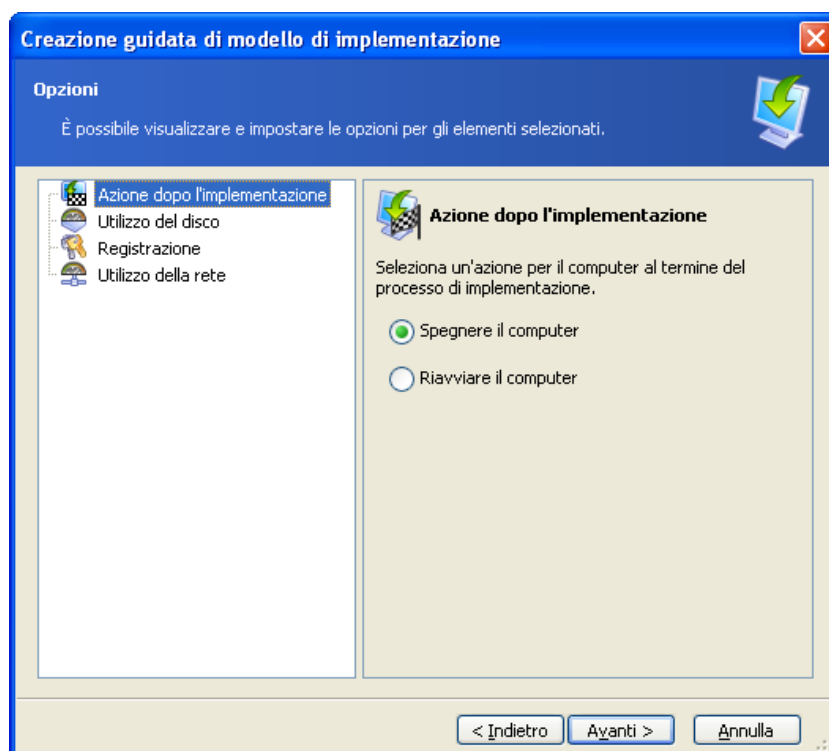 Creazione guidata di modello di implementazione
Opzioni
È possibile visualizzare e impostare le opzioni per gli elementi selezionati.
Azione dopo l'implementazione
Utilizzo del disco
Registrazione
Utilizzo della rete
Azione dopo l'implementazione
Seleziona un'azione per il computer al termine del
processo di implementazione.
Spegnere il computer
Riavviare il computer
< Indietro
Avanti >
Annulla